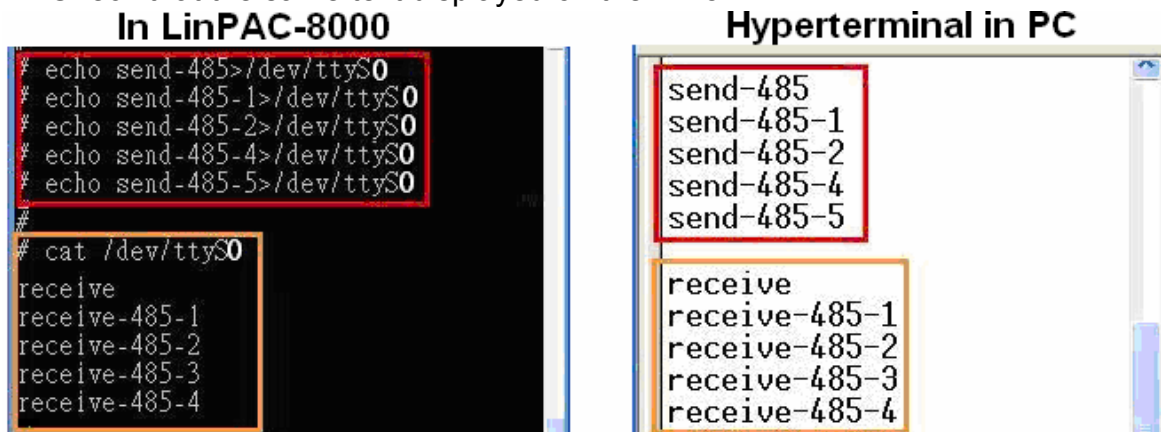 In LinPAC-8000
# echo send-485>/dev/ttyS0
# echo send-485-1>/dev/ttyS0
# echo send-485-2>/dev/ttyS0
# echo send-485-4>/dev/ttyS0
# echo send-485-5>/dev/ttyS0
#
# cat /dev/ttyS0
receive
receive-485-1
receive-485-2
receive-485-3
receive-485-4
Hyperterminal in PC
send-485
send-485-1
send-485-2
send-485-4
send-485-5
receive
receive-485-1
receive-485-2
receive-485-3
receive-485-4